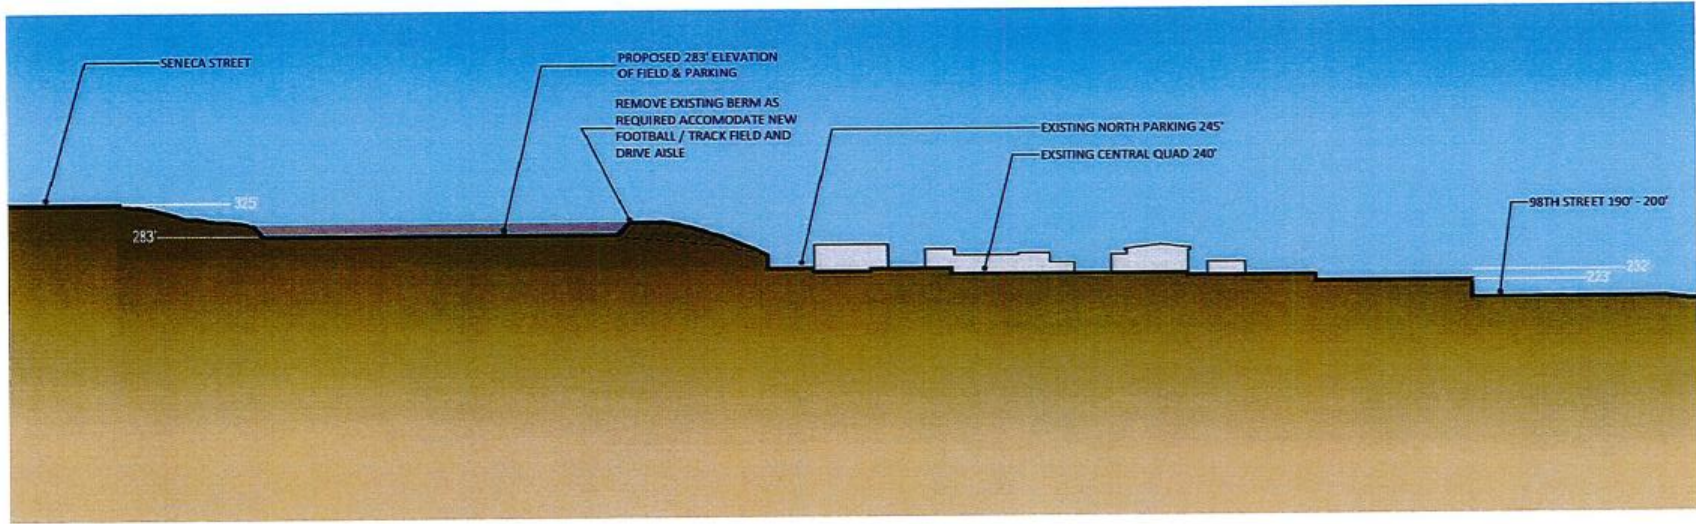 SENECA STREET
PROPOSED 283' ELEVATION
OF FIELD & PARKING
REMOVE EXISTING BERM AS
REQUIRED ACCOMODATE NEW
FOOTBALL / TRACK FIELD AND
DRIVE AISLE
EXISTING NORTH PARKING 245'
EXSITING CENTRAL QUAD 240'
98TH STREET 190' - 200'
325'
283'
232'
223'